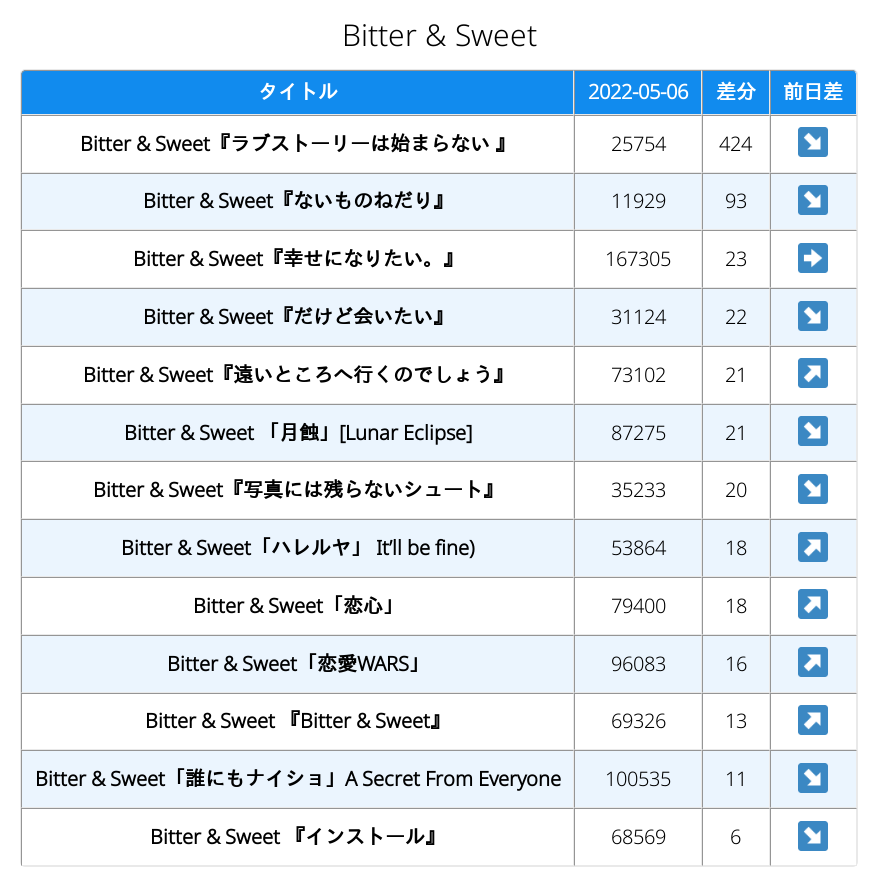 Bitter & Sweet
タイトル 2022-05-06 差分 前日差
Bitter & Sweet『ラブストーリーは始まらない 』 25754 424 ↘
Bitter & Sweet『ないものねだり』 11929 93 ↘
Bitter & Sweet『幸せになりたい。』 167305 23 ➡
Bitter & Sweet『だけど会いたい』 31124 22 ↘
Bitter & Sweet『遠いところへ行くのでしょう』 73102 21 ↗
Bitter & Sweet 「月蝕」[Lunar Eclipse] 87275 21 ↘
Bitter & Sweet『写真には残らないシュート』 35233 20 ↘
Bitter & Sweet「ハレルヤ」 It’ll be fine) 53864 18 ↗
Bitter & Sweet「恋心」 79400 18 ↗
Bitter & Sweet「恋愛WARS」 96083 16 ↗
Bitter & Sweet 『Bitter & Sweet』 69326 13 ↗
Bitter & Sweet「誰にもナイショ」A Secret From Everyone 100535 11 ↘
Bitter & Sweet 『インストール』 68569 6 ↘